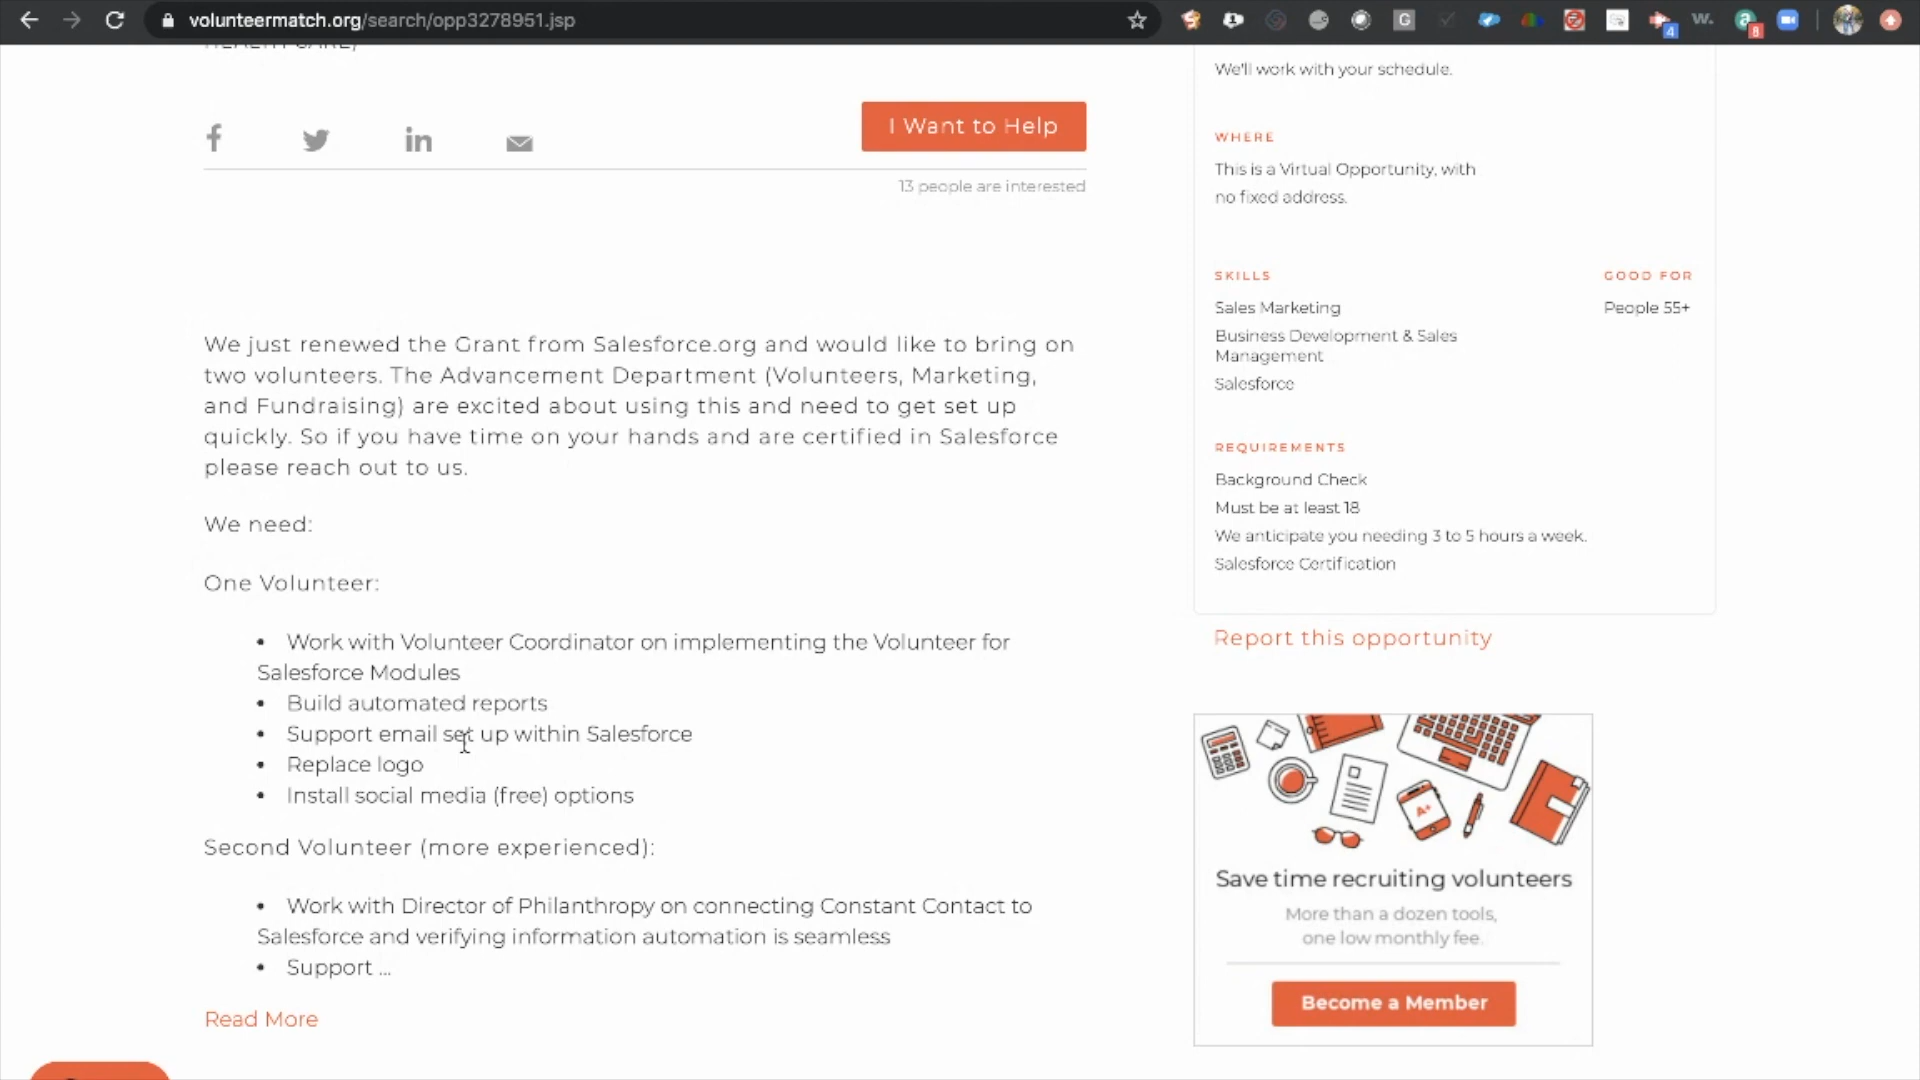 volunteermatch.org/search/opp3278951.jsp
G
w.
4
a
8
HEALTH CARE)
f
in
I Want to Help
13 people are interested
We just renewed the Grant from Salesforce.org and would like to bring on
two volunteers. The Advancement Department (Volunteers, Marketing,
and Fundraising) are excited about using this and need to get set up
quickly. So if you have time on your hands and are certified in Salesforce
please reach out to us.
We need:
One Volunteer:
• Work with Volunteer Coordinator on implementing the Volunteer for
Salesforce Modules
• Build automated reports
• Support email set up within Salesforce
• Replace logo
• Install social media (free) options
Second Volunteer (more experienced):
• Work with Director of Philanthropy on connecting Constant Contact to
Salesforce and verifying information automation is seamless
• Support ...
Read More
We'll work with your schedule.
WHERE
This is a Virtual Opportunity, with
no fixed address.
SKILLS
Sales Marketing
Business Development & Sales
Management
Salesforce
GOOD FOR
People 55+
REQUIREMENTS
Background Check
Must be at least 18
We anticipate you needing 3 to 5 hours a week.
Salesforce Certification
Report this opportunity
A+
Save time recruiting volunteers
More than a dozen tools,
one low monthly fee.
Become a Member